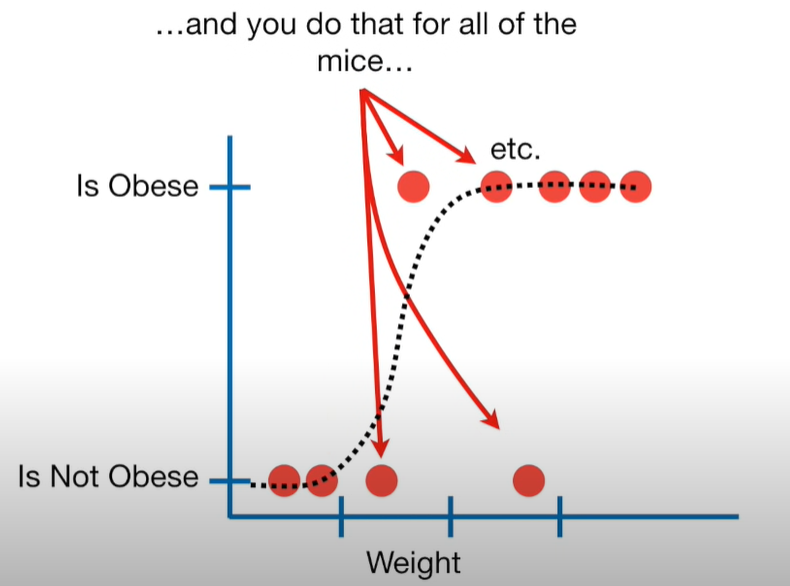 …and you do that for all of the
mice…
etc.
Is Obese
Is Not Obese
Weight